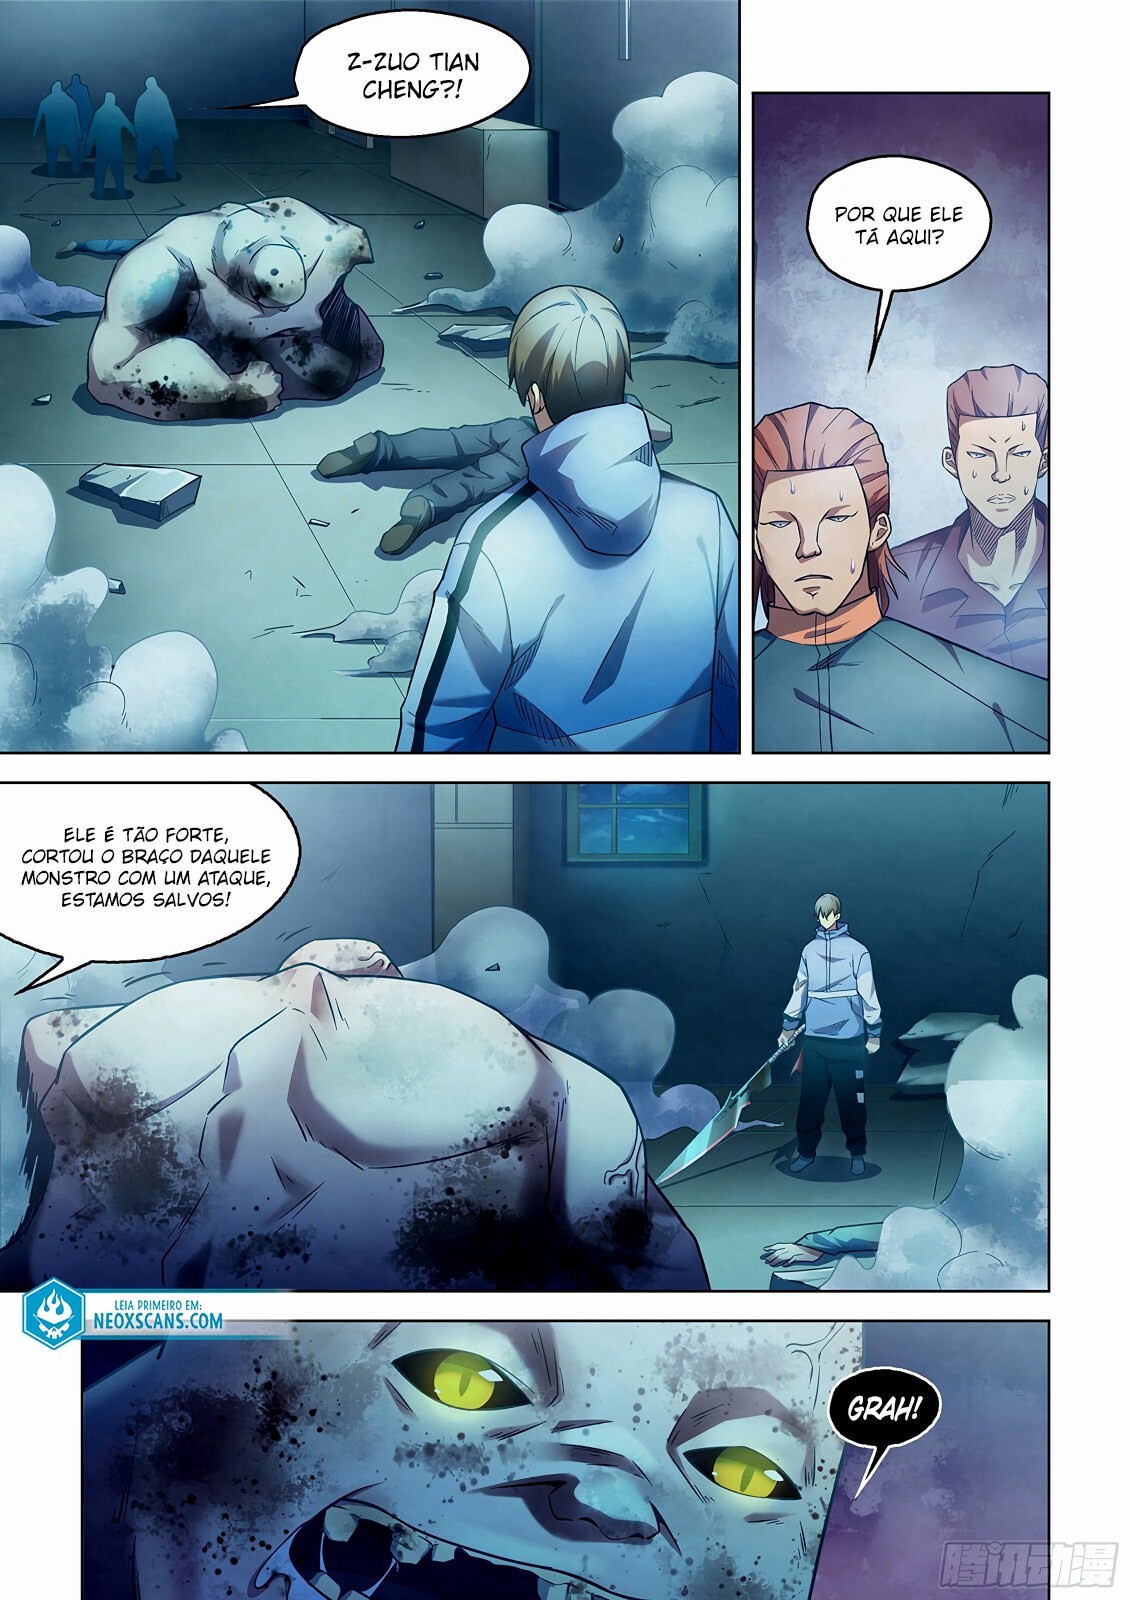 Z-ZUO TIAN
CHENG?!
POR QUE ELE
TÁ AQUI?
ELE É TÃO FORTE,
CORTOU O BRAÇO DAQUELE
MONSTRO COM UM ATAQUE,
ESTAMOS SALVOS!
LEIA PRIMEIRO EM:
NEOXSCANS.COM
GRAH!
腾讯动漫